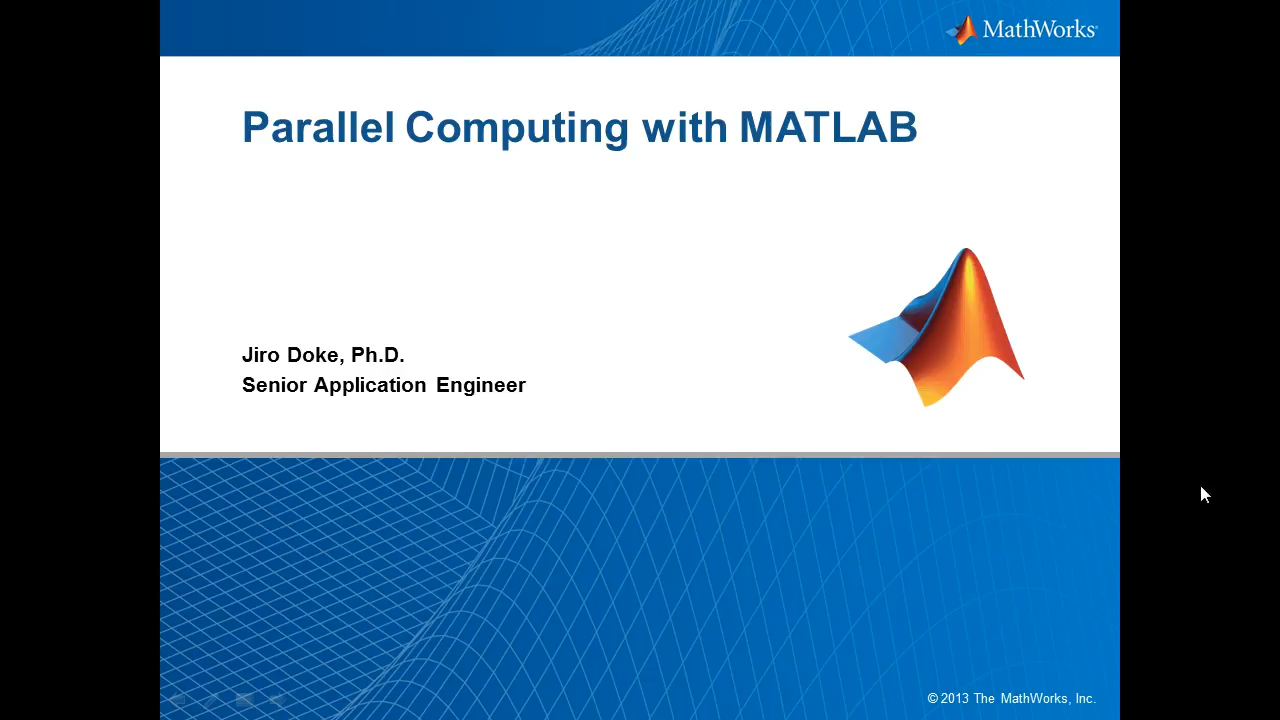 MathWorks®
Parallel Computing with MATLAB
Jiro Doke, Ph.D.
Senior Application Engineer
© 2013 The MathWorks, Inc.